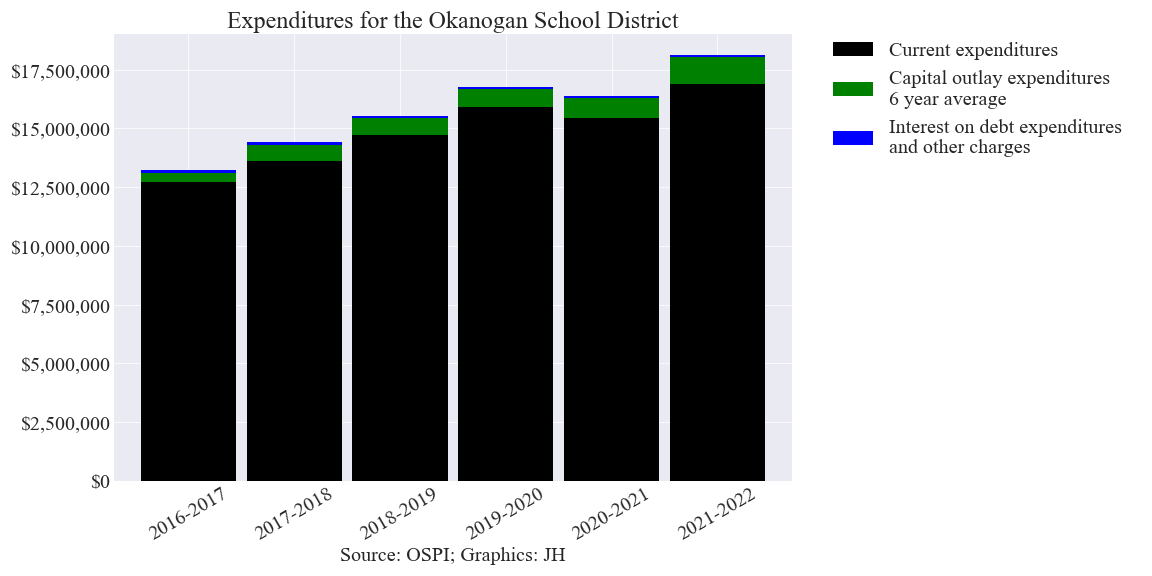 Expenditures for the Okanogan School District
$17,500,000
$15,000,000
$12,500,000
$10,000,000
$7,500,000
$5,000,000
$2,500,000
$0
2016-2017
2017-2018
2018-2019
2019-2020
2020-2021
2021-2022
Source: OSPI; Graphics: JH
Current expenditures
Capital outlay expenditures
6 year average
Interest on debt expenditures
and other charges